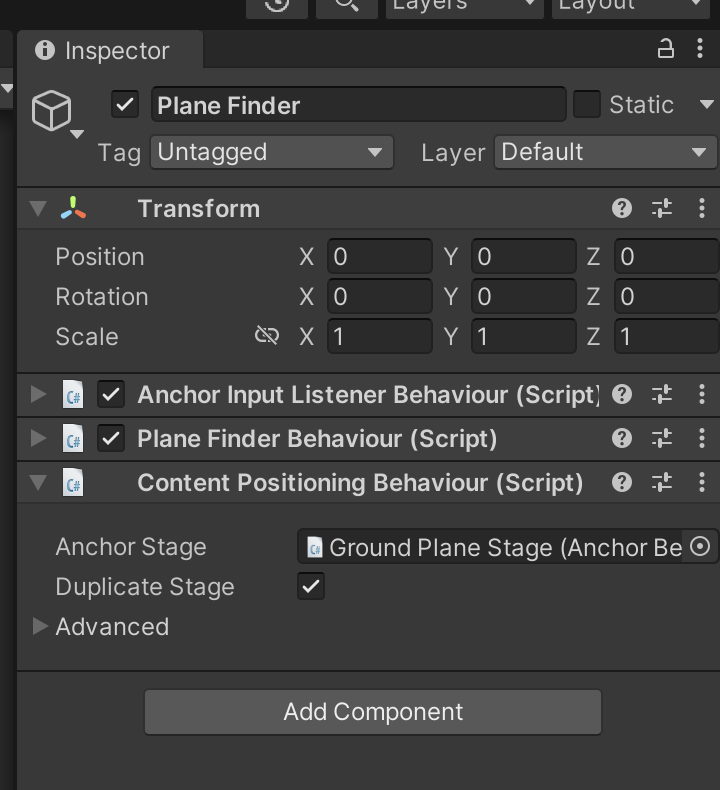 Layers Layout
Inspector
Plane Finder Static
Tag Untagged Layer Default
Transform
Position X 0 Y 0 Z 0
Rotation X 0 Y 0 Z 0
Scale X 1 Y 1 Z 1
C# Anchor Input Listener Behaviour (Script)
C# Plane Finder Behaviour (Script)
C# Content Positioning Behaviour (Script)
Anchor Stage C# Ground Plane Stage (Anchor Be
Duplicate Stage
Advanced
Add Component